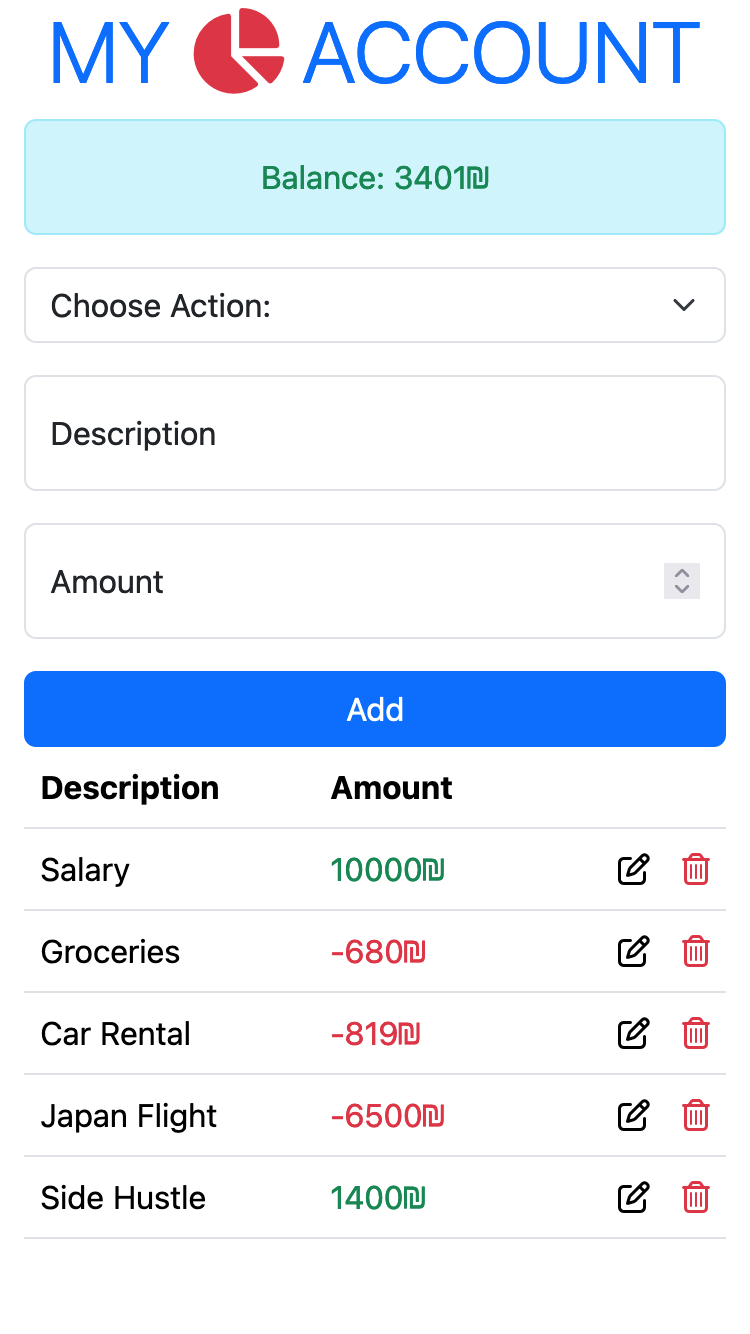 MY ACCOUNT
Balance: 3401₪
Choose Action:
Description
Amount
Add
Description Amount
Salary 10000₪
Groceries -680₪
Car Rental -819₪
Japan Flight -6500₪
Side Hustle 1400₪